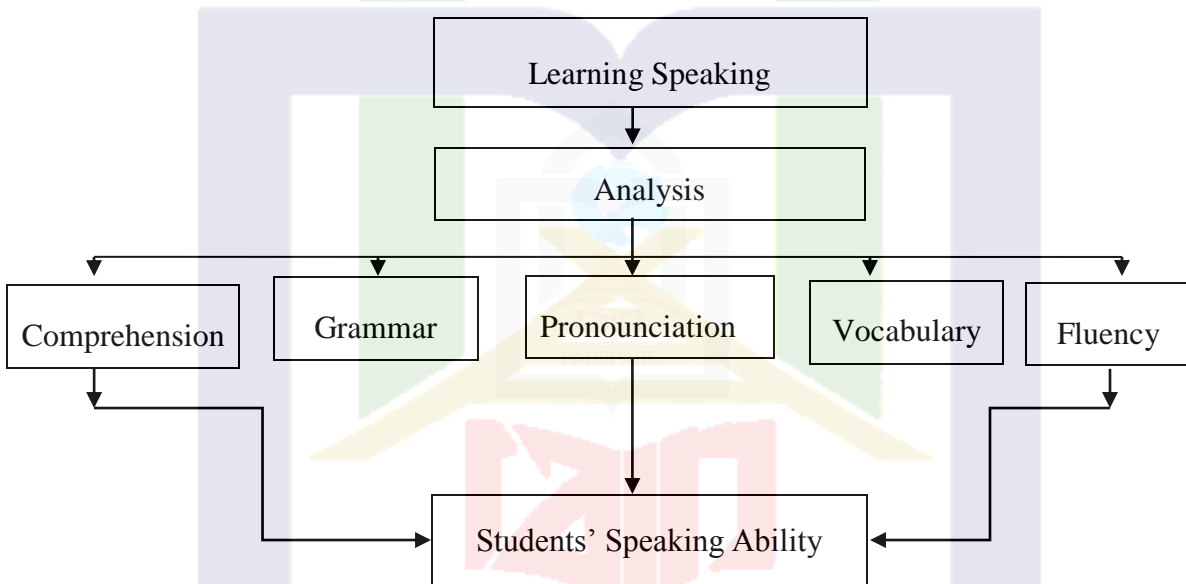 Learning Speaking
Analysis
Comprehension
Grammar
Pronounciation
Vocabulary
Fluency
Students’ Speaking Ability